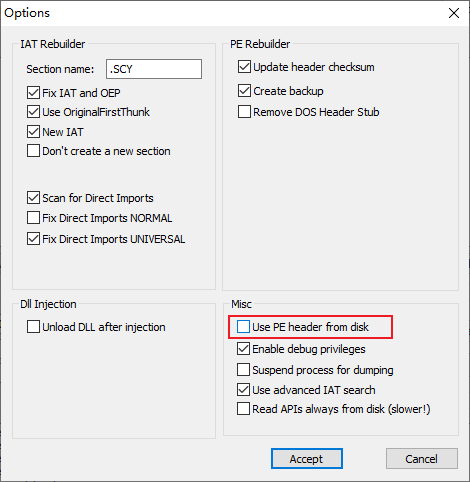 Options
IAT Rebuilder
Section name: .SCY
Fix IAT and OEP
Use OriginalFirstThunk
New IAT
Don't create a new section
Scan for Direct Imports
Fix Direct Imports NORMAL
Fix Direct Imports UNIVERSAL
PE Rebuilder
Update header checksum
Create backup
Remove DOS Header Stub
Dll Injection
Unload DLL after injection
Misc
Use PE header from disk
Enable debug privileges
Suspend process for dumping
Use advanced IAT search
Read APIs always from disk (slower!)
Accept
Cancel